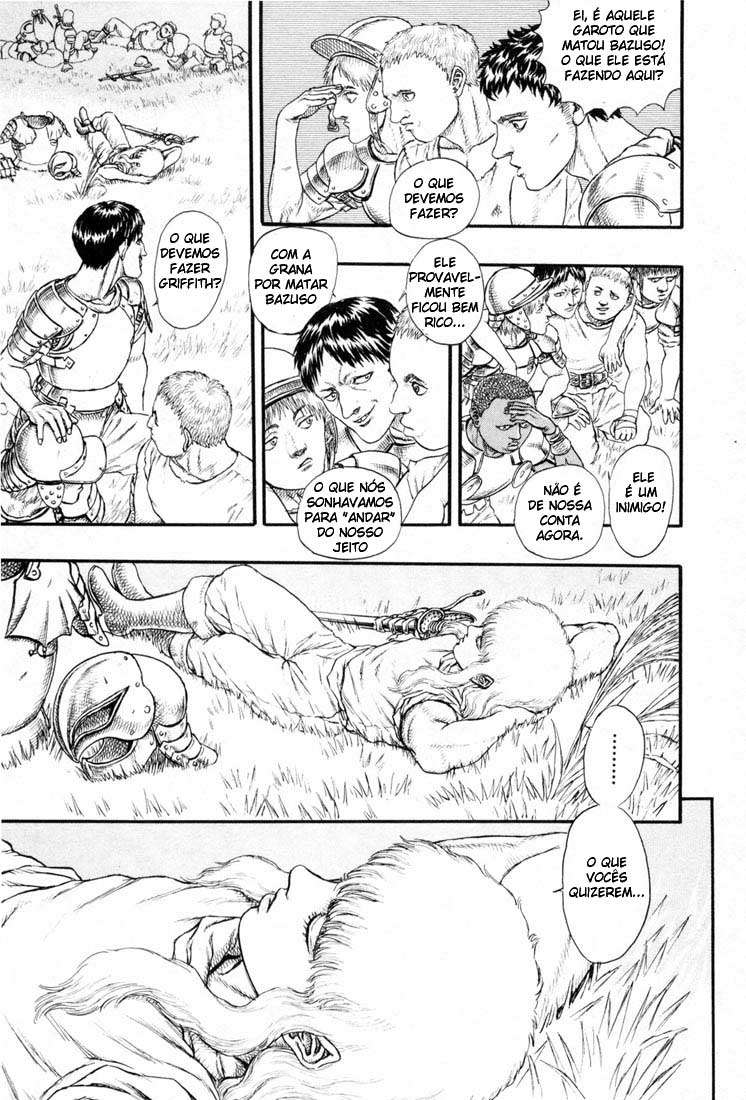 EI, É AQUELE
GAROTO QUE
MATOU BAZUSO!
O QUE ELE ESTÁ
FAZENDO AQUI?
O QUE
DEVEMOS
FAZER?
ELE
PROVAVEL-
MENTE
FICOU BEM
RICO...
COM A
GRANA
POR MATAR
BAZUSO
O QUE NÓS
SONHAVAMOS
PARA "ANDAR"
DO NOSSO
JEITO
ELE
É UM
INIMIGO!
NÃO É
DE NOSSA
CONTA
AGORA.
O QUE
DEVEMOS
FAZER
GRIFFITH?
........
O QUE
VOCÊS
QUIZEREM...